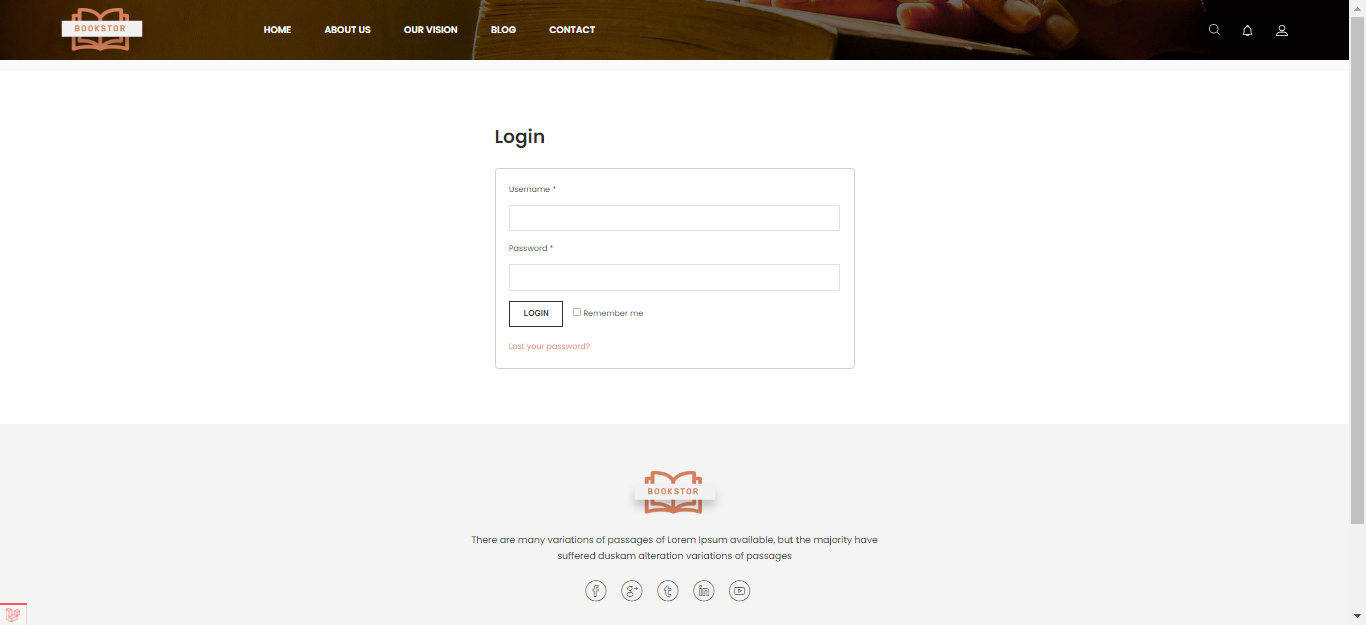 BOOKSTOR
HOME ABOUT US OUR VISION BLOG CONTACT
Login
Username *
Password *
LOGIN Remember me
Lost your password?
BOOKSTOR
There are many variations of passages of Lorem Ipsum available, but the majority have
suffered duskam alteration variations of passages